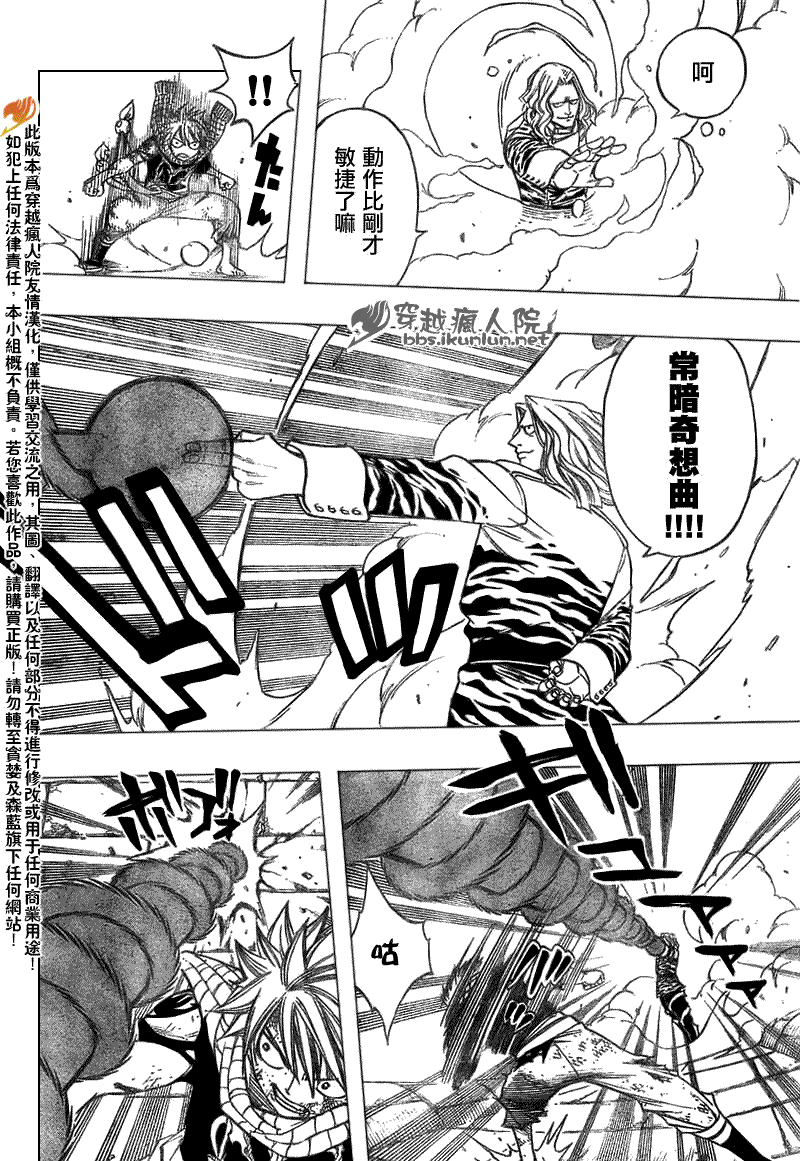 呵
動作比剛才
敏捷了嘛
!!
たん
穿越瘋人院
bbs.ikunlun.net
常暗奇想曲!!!!
ドド
ギュアアア
咕
ギュオ
此版本爲穿越瘋人院友情漢化，僅供學習交流之用，其圖、翻譯以及任何部分不得進行修改或用于任何商業用途！
如犯上任何法律責任，本小組概不負責。若您喜歡此作品，請購買正版！請勿轉至貪婪及森藍旗下任何網站！